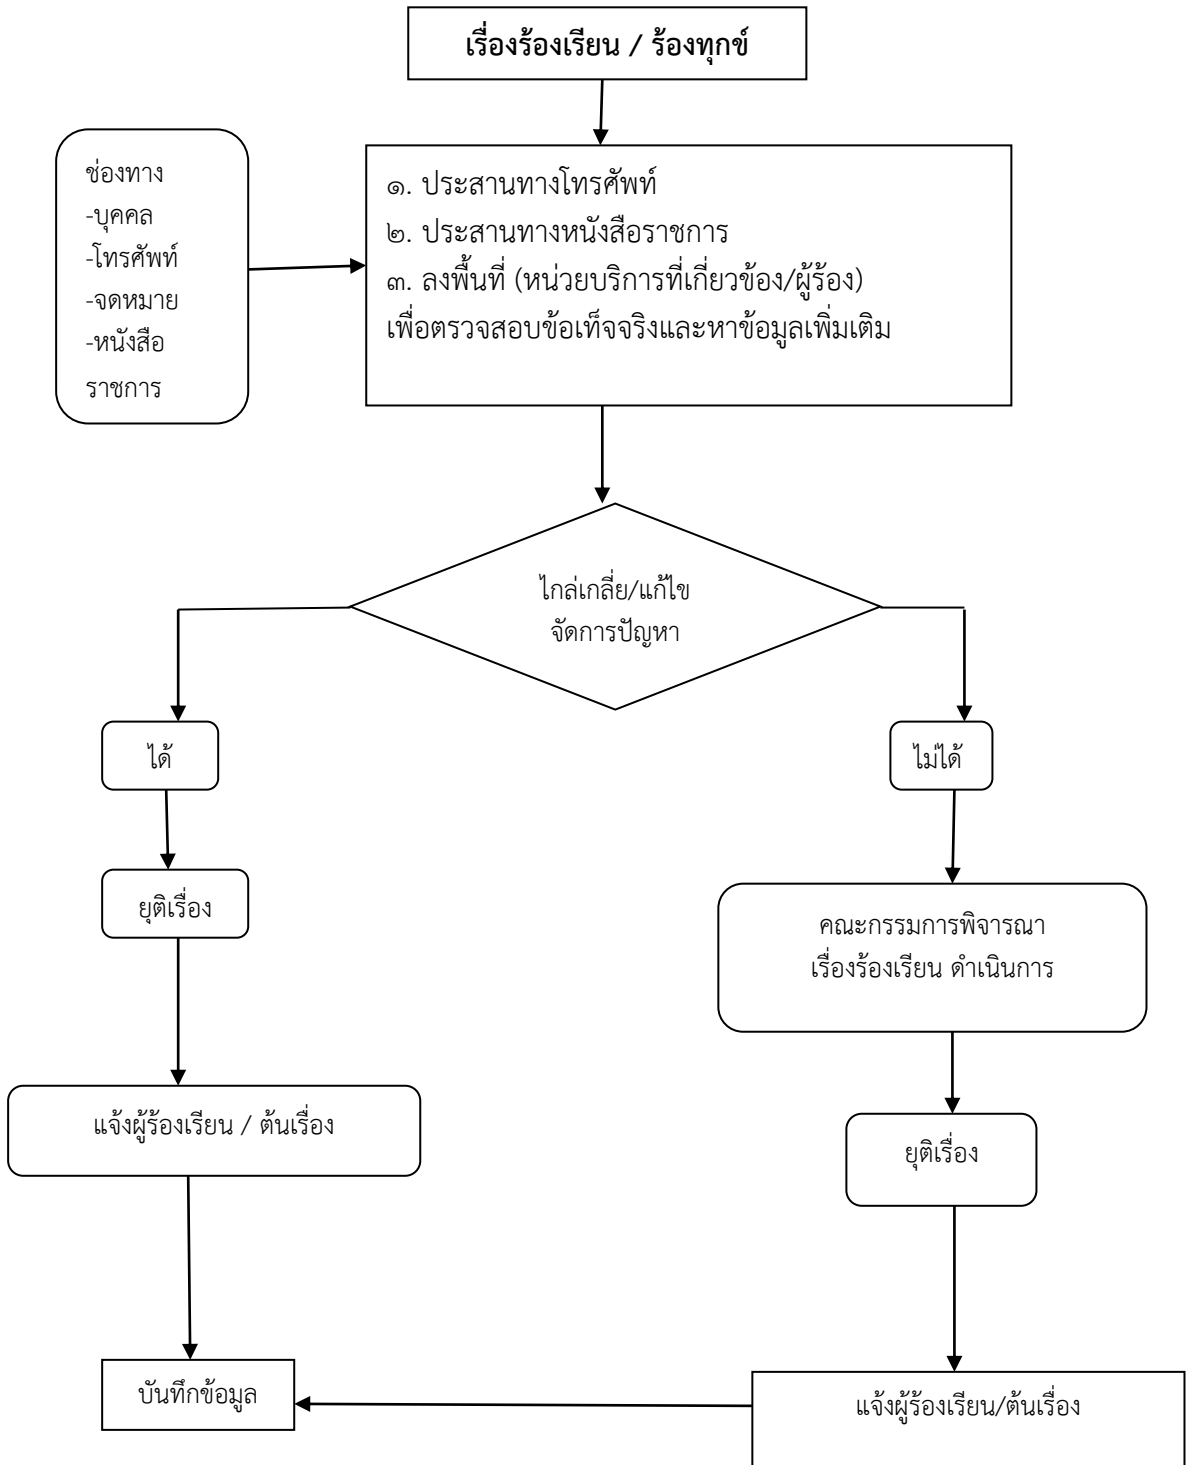 เรื่องร้องเรียน / ร้องทุกข์
ช่องทาง
-บุคคล
-โทรศัพท์
-จดหมาย
-หนังสือ
ราชการ
๑. ประสานทางโทรศัพท์
๒. ประสานทางหนังสือราชการ
๓. ลงพื้นที่ (หน่วยบริการที่เกี่ยวข้อง/ผู้ร้อง)
เพื่อตรวจสอบข้อเท็จจริงและหาข้อมูลเพิ่มเติม
ไกล่เกลี่ย/แก้ไข
จัดการปัญหา
ได้
ไม่ได้
ยุติเรื่อง
คณะกรรมการพิจารณา
เรื่องร้องเรียน ดำเนินการ
แจ้งผู้ร้องเรียน / ต้นเรื่อง
ยุติเรื่อง
บันทึกข้อมูล
แจ้งผู้ร้องเรียน/ต้นเรื่อง